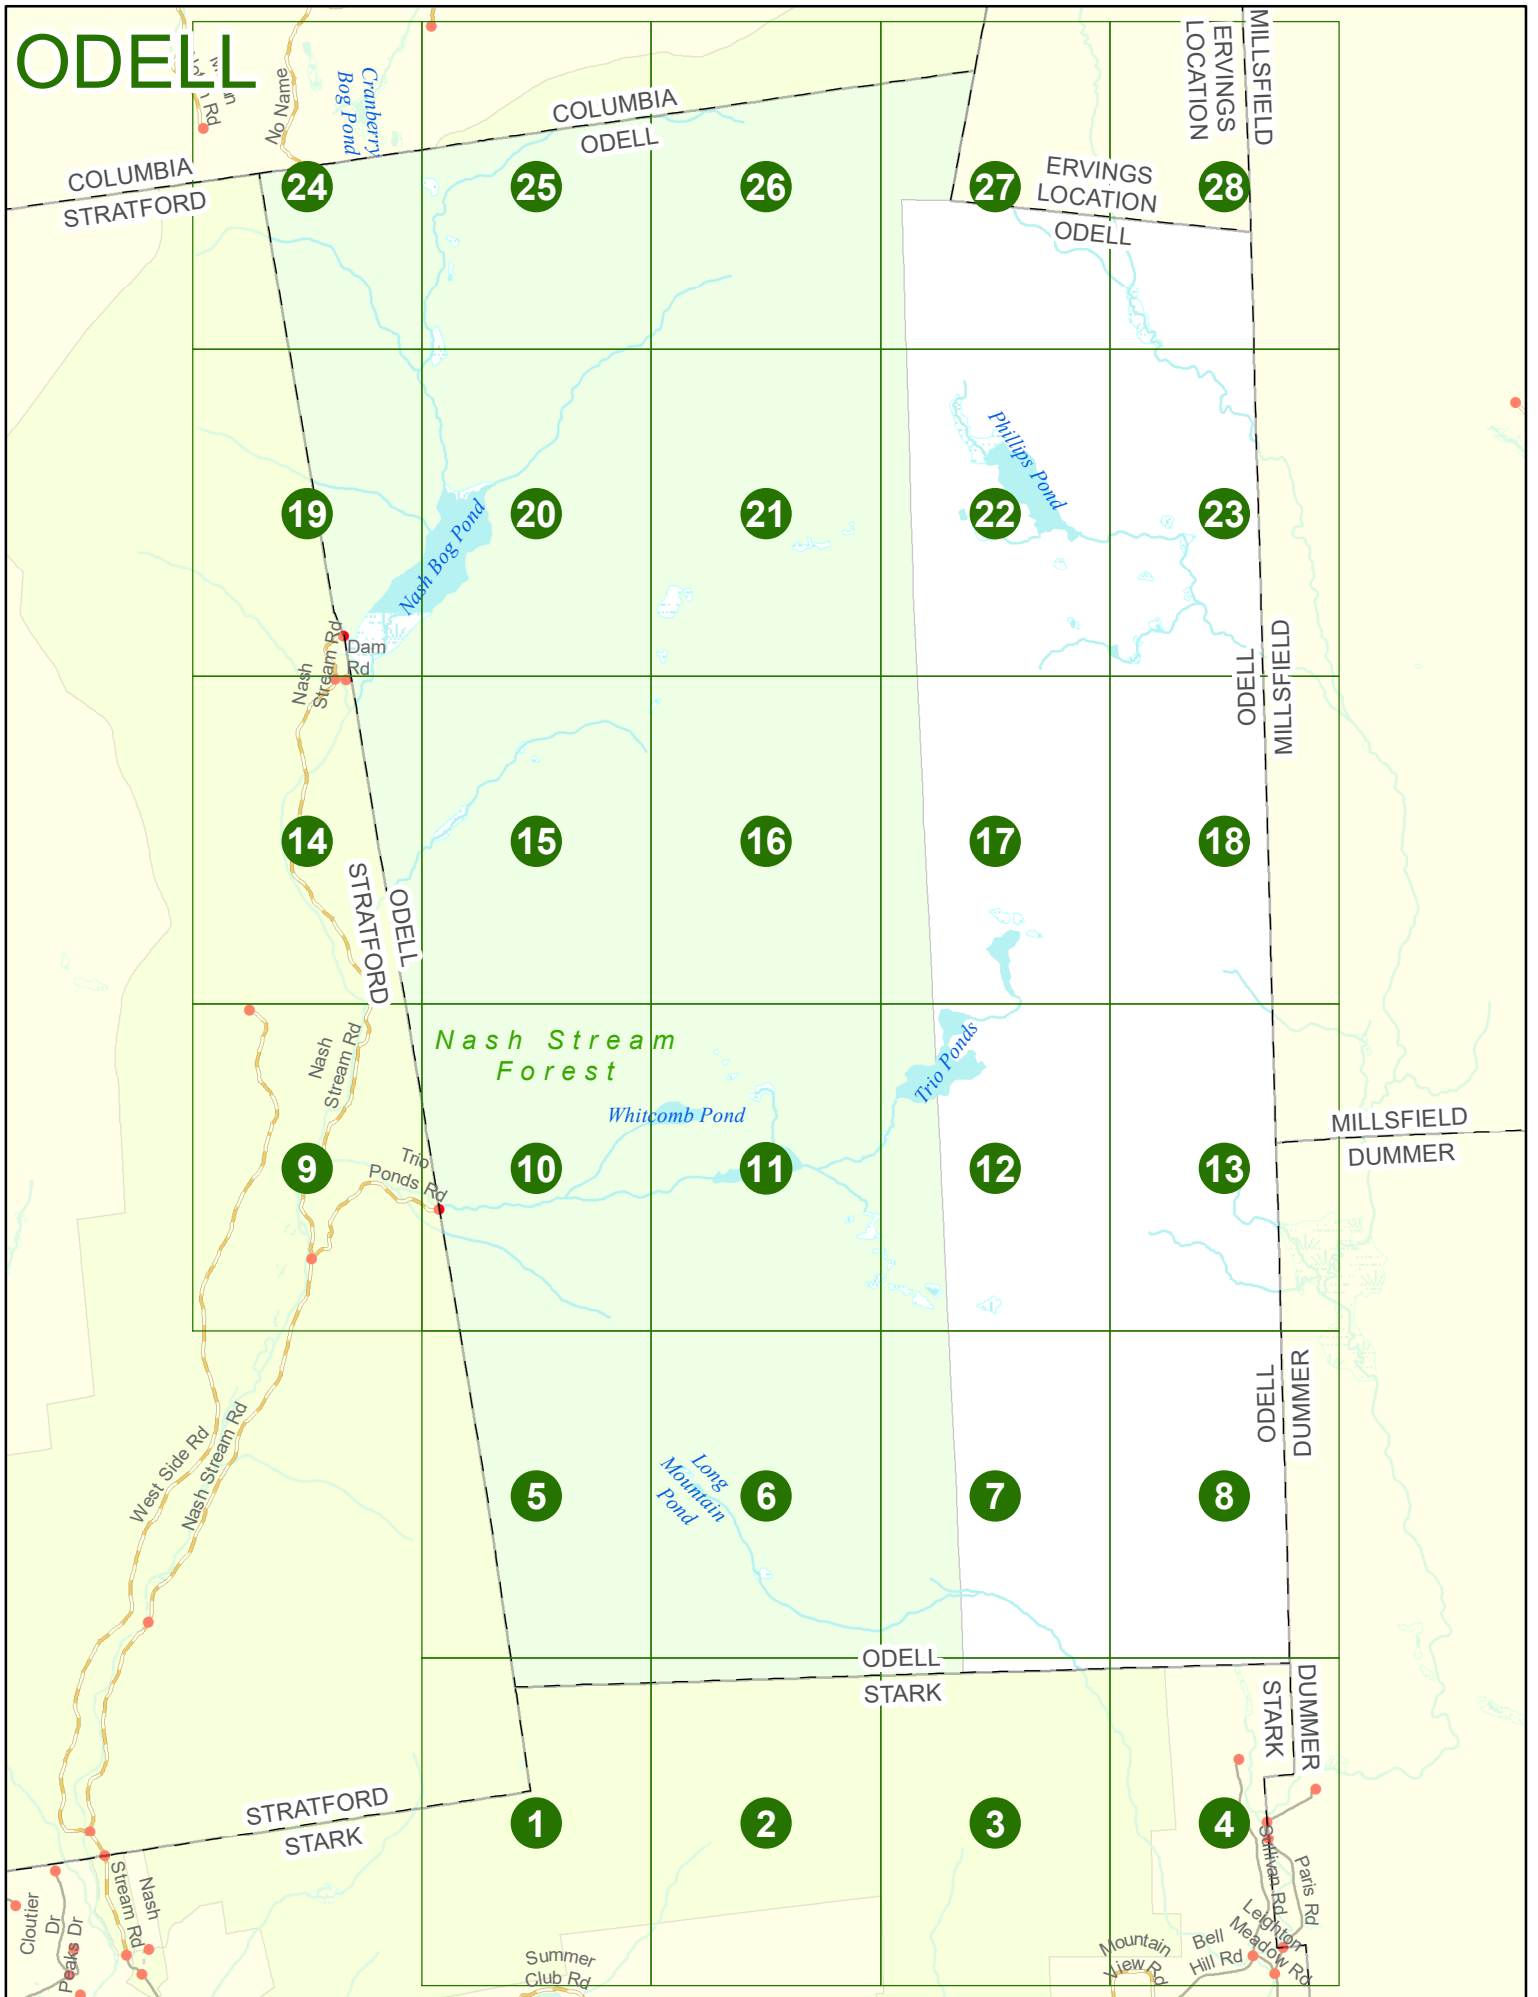 ODELL
No Name
Cranberry
Bog Pond
COLUMBIA
ODELL
MILLSFIELD
ERVINGS
LOCATION
COLUMBIA
STRATFORD
24
25
26
27
28
ERVINGS
LOCATION
ODELL
Phillips Pond
19
20
21
22
23
Nash Bog Pond
Nash
Stream Rd
Dam
Rd
ODELL
MILLSFIELD
14
15
16
17
18
STRATFORD
ODELL
Nash
Stream Rd
Nash Stream
Forest
Whitcomb Pond
Trio Ponds
MILLSFIELD
DUMMER
9
10
11
12
13
Trio
Ponds Rd
ODELL
DUMMER
West Side Rd
Nash Stream Rd
Long
Mountain
Pond
5
6
7
8
ODELL
STARK
STARK
DUMMER
STRATFORD
STARK
1
2
3
4
Sullivan Rd
Paris Rd
Leighton
Meadow Rd
Bell
Hill Rd
Mountain
View Rd
Summer
Club Rd
Nash
Stream Rd
Cloutier
Dr
Peaks Dr